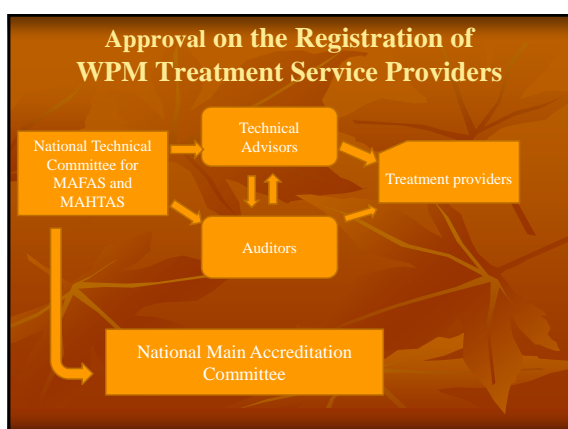 Approval on the Registration of
WPM Treatment Service Providers
National Technical
Committee for
MAFAS and
MAHTAS
Technical
Advisors
Treatment providers
Auditors
National Main Accreditation
Committee